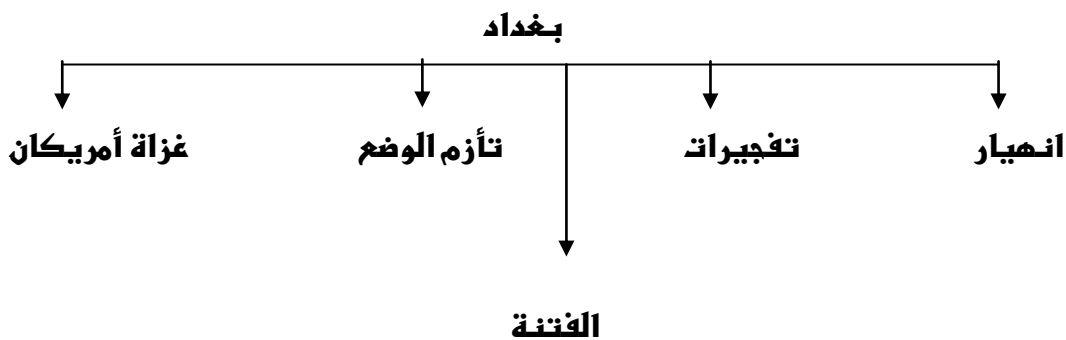 بغداد
انهيار تفجيرات تأزم الوضع غزاة أمريكان
الفتنة